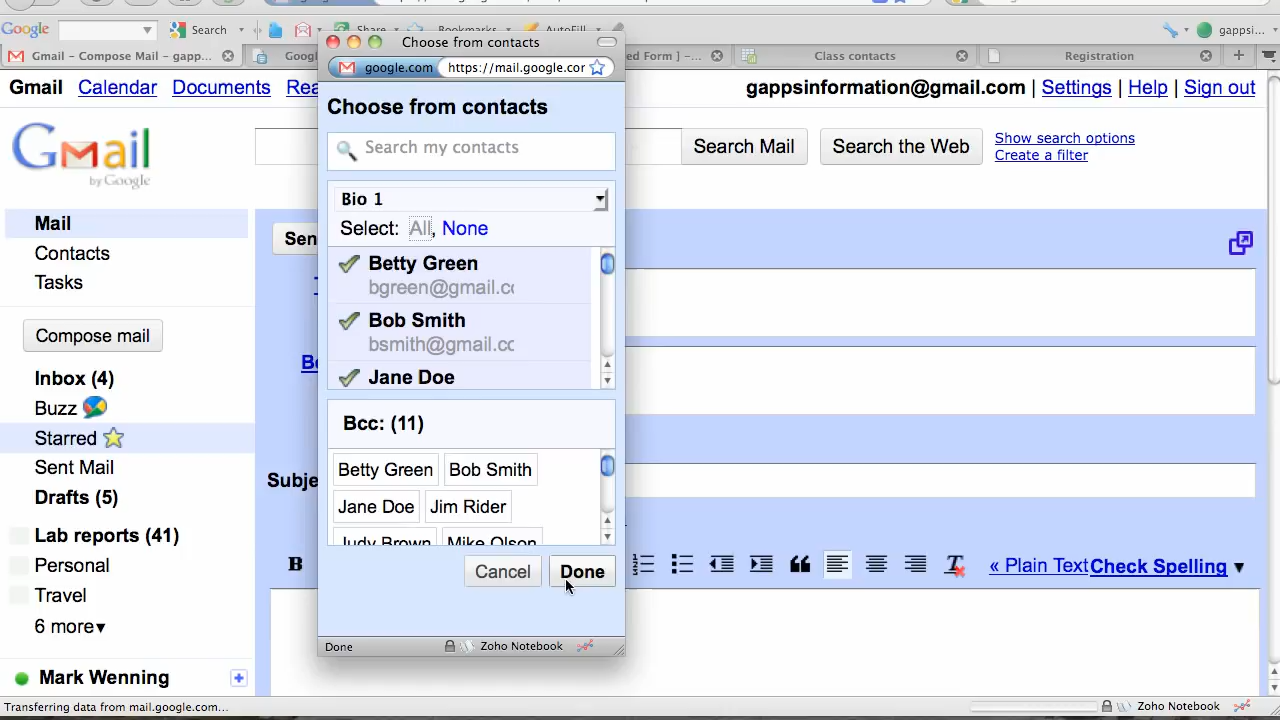 Google
Search
Share
AutoFill
gappsi...
Gmail – Compose Mail – gapp...
Googl
ed Form ] –...
Class contacts
Registration
Gmail Calendar Documents Rea
gappsinformation@gmail.com | Settings | Help | Sign out
Gmail
by Google
Search Mail
Search the Web
Show search options
Create a filter
Mail
Contacts
Tasks
Compose mail
Inbox (4)
Buzz
Starred
Sent Mail
Drafts (5)
Lab reports (41)
Personal
Travel
6 more▾
Mark Wenning
Sen
Subje
B
« Plain Text
Check Spelling ▼
Choose from contacts
google.com
https://mail.google.cor
Choose from contacts
Search my contacts
Bio 1
Select: All, None
Betty Green
bgreen@gmail.co
Bob Smith
bsmith@gmail.cc
Jane Doe
Bcc: (11)
Betty Green Bob Smith
Jane Doe Jim Rider
Judy Brown Mike Olson
Cancel Done
Done
Zoho Notebook
Transferring data from mail.google.com...
Zoho Notebook